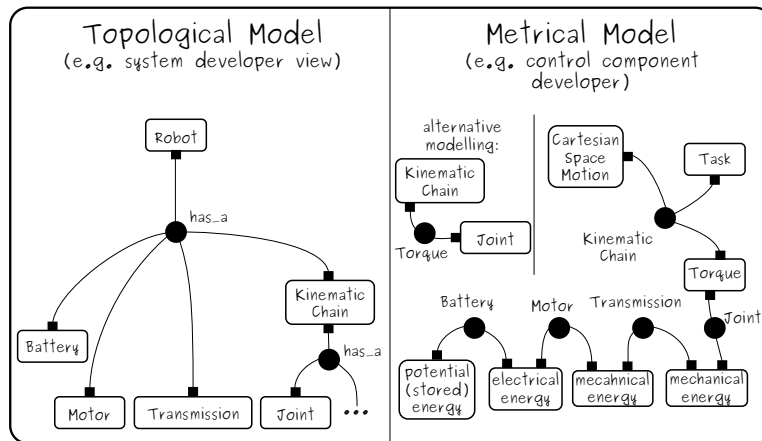 Topological Model
(e.g. system developer view)
Robot
has_a
Kinematic
Chain
Battery
has_a
Motor
Transmission
Joint
...
Metrical Model
(e.g. control component
developer)
alternative
modelling:
Kinematic
Chain
Torque
Joint
Cartesian
Space
Motion
Task
Kinematic
Chain
Torque
Battery
Motor
Transmission
Joint
potential
(stored)
energy
electrical
energy
mecahnical
energy
mechanical
energy